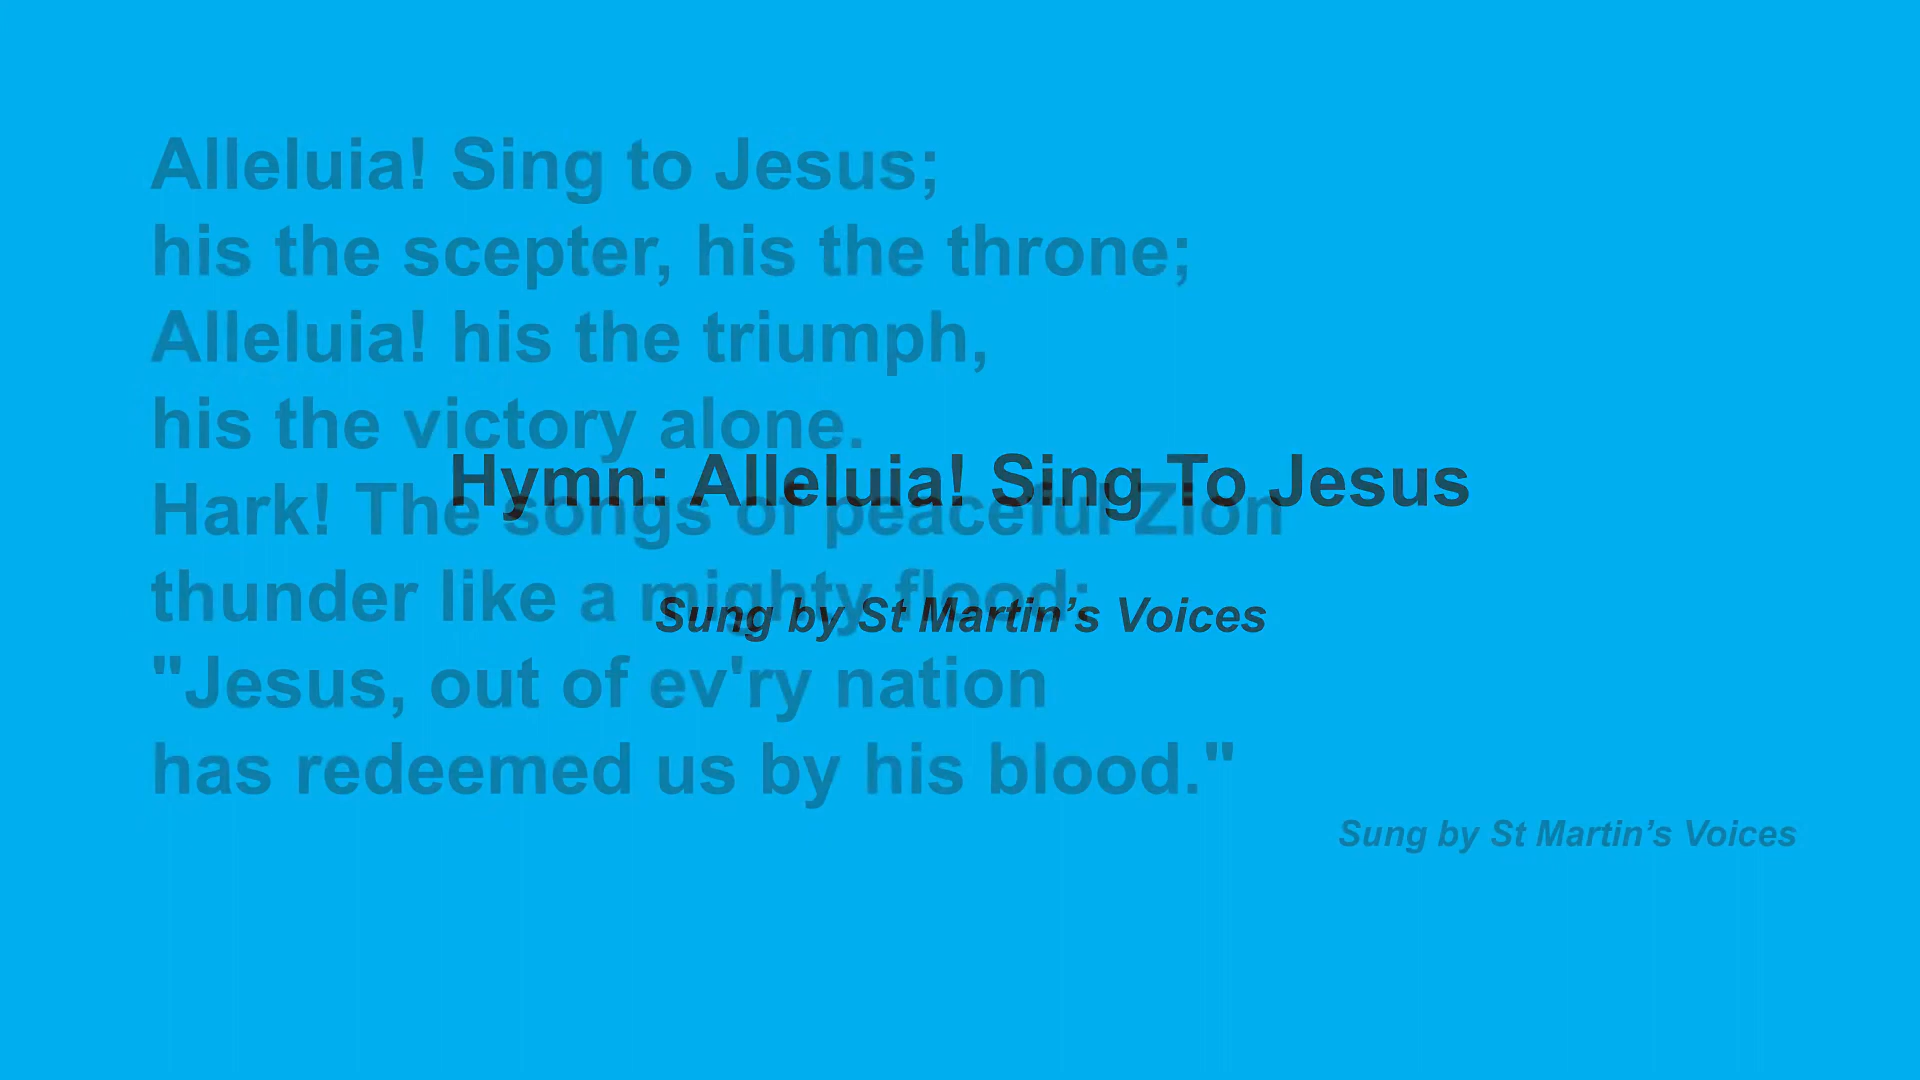 Alleluia! Sing to Jesus;
his the scepter, his the throne;
Alleluia! his the triumph,
his the victory alone.
Hymn: Alleluia! Sing To Jesus
Hark! The songs of peaceful Zion
thunder like a mighty flood;
Sung by St Martin’s Voices
"Jesus, out of ev'ry nation
has redeemed us by his blood."
Sung by St Martin’s Voices